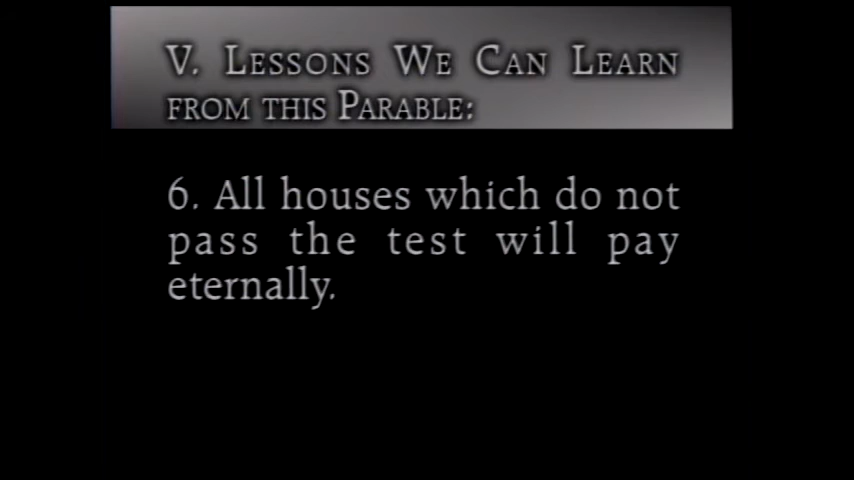 V. Lessons We Can Learn
from this Parable:
6. All houses which do not
pass the test will pay
eternally.